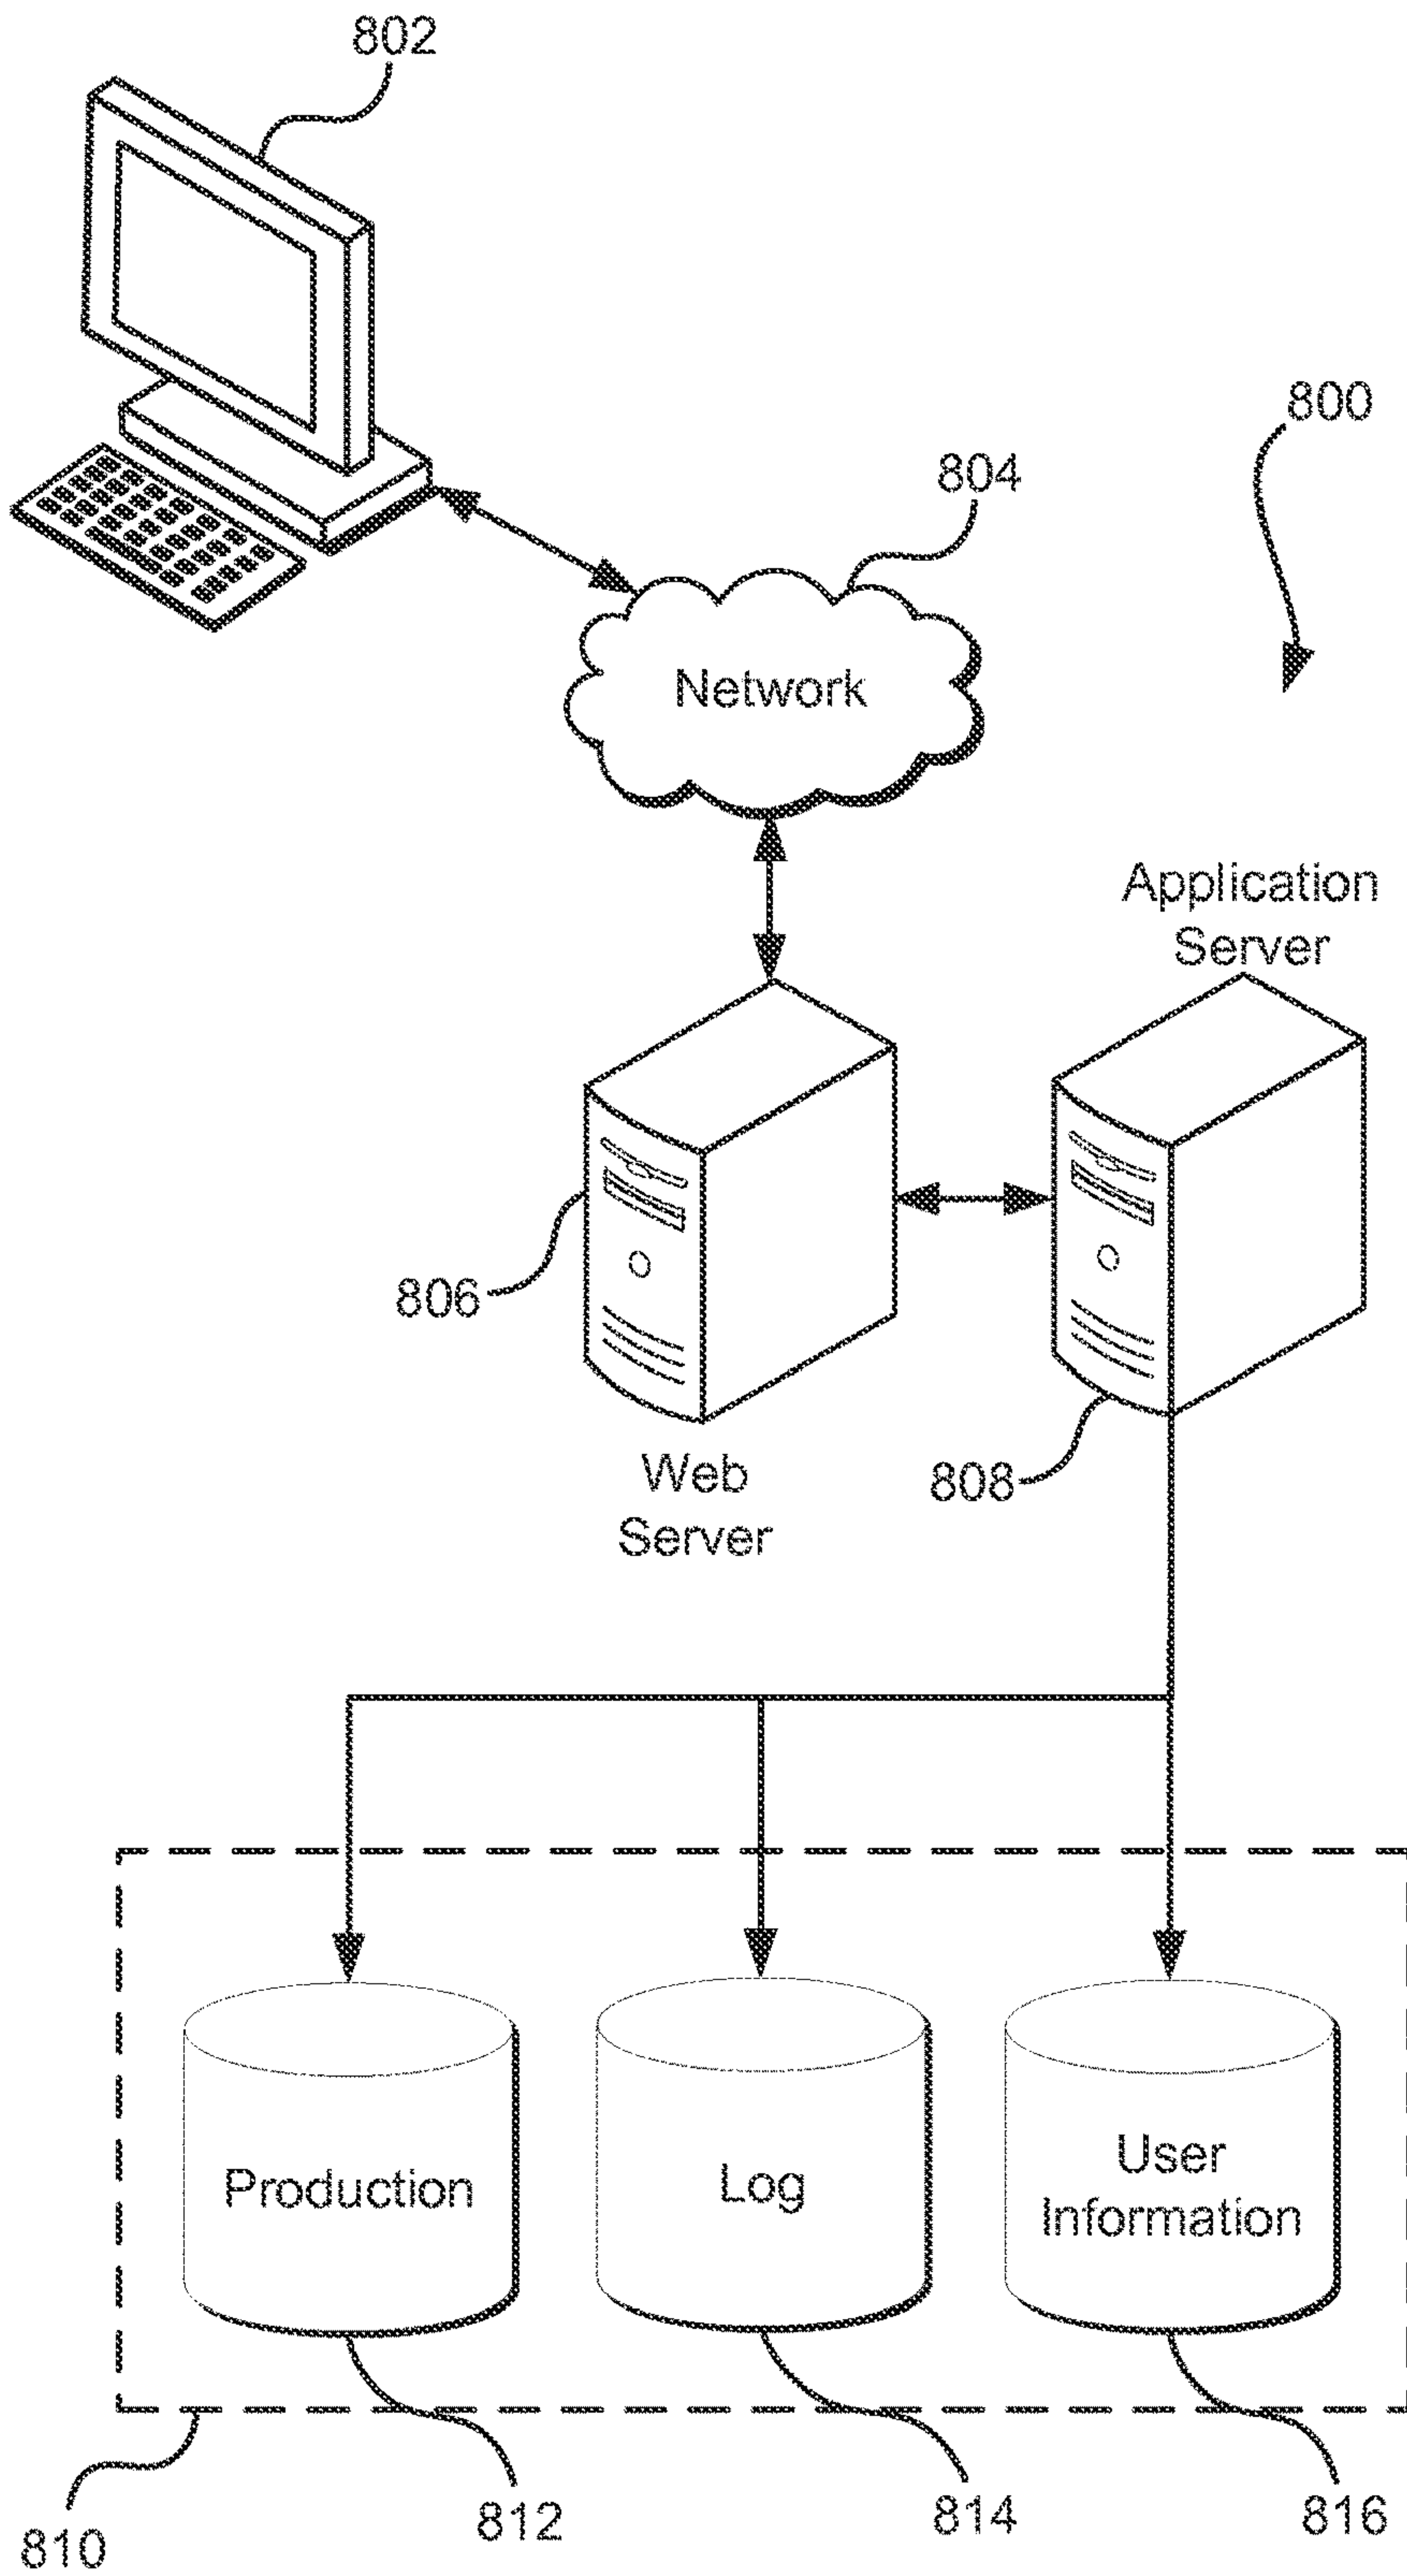 802
800
804
Network
Application
Server
806
808
Web
Server
Production
Log
User
Information
810
812
814
816